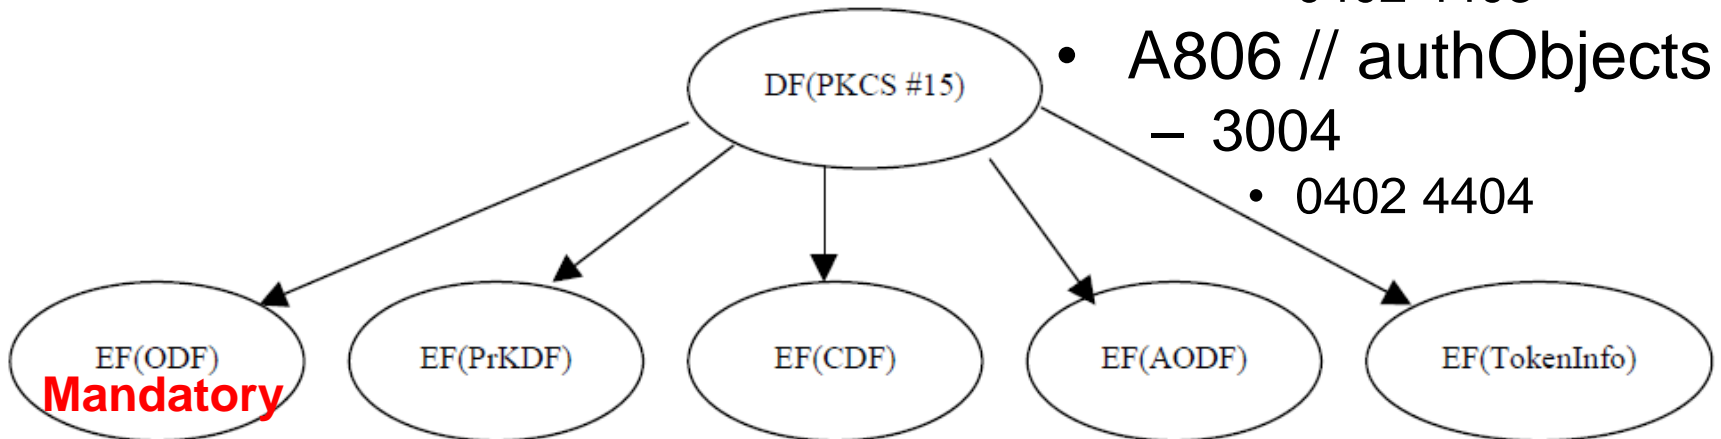 • A806 // authObjects
– 3004
• 0402 4404
DF(PKCS #15)
EF(ODF)
Mandatory
EF(PrKDF)
EF(CDF)
EF(AODF)
EF(TokenInfo)